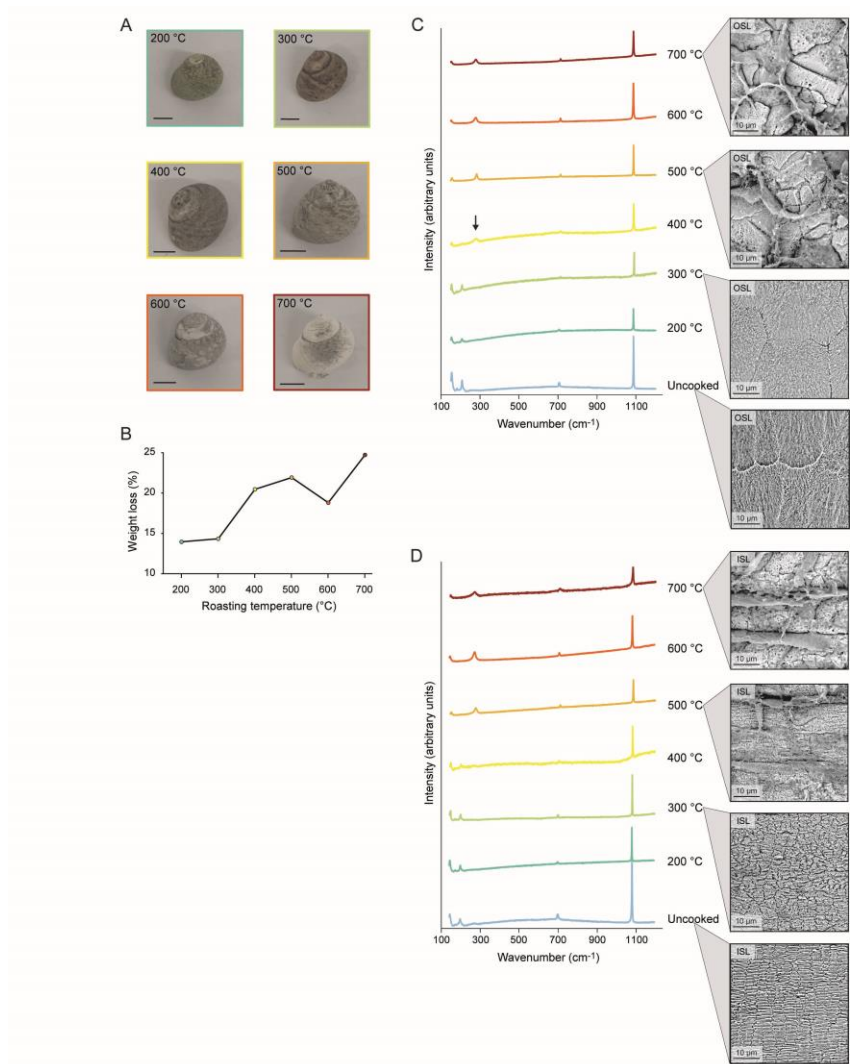 A
200 °C
300 °C
400 °C
500 °C
600 °C
700 °C
B
25
20
15
10
Weight loss (%)
200 300 400 500 600 700
Roasting temperature (°C)
C
Intensity (arbitrary units)
700 °C
600 °C
500 °C
400 °C
300 °C
200 °C
Uncooked
100 300 500 700 900 1100
Wavenumber (cm-1)
OSL
10 µm
OSL
10 µm
OSL
10 µm
OSL
10 µm
D
Intensity (arbitrary units)
700 °C
600 °C
500 °C
400 °C
300 °C
200 °C
Uncooked
100 300 500 700 900 1100
Wavenumber (cm-1)
ISL
10 µm
ISL
10 µm
ISL
10 µm
ISL
10 µm